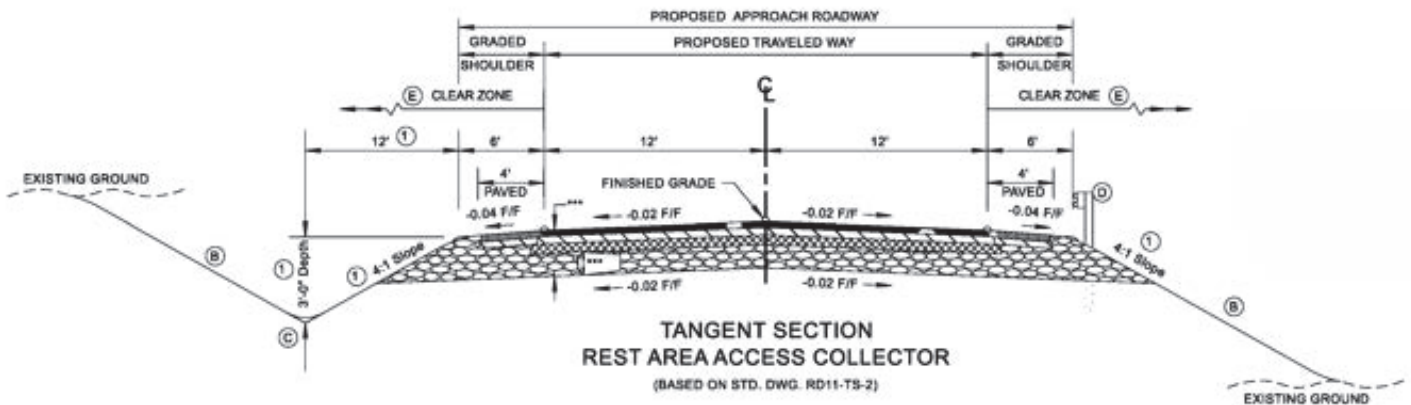 PROPOSED APPROACH ROADWAY
GRADED SHOULDER
PROPOSED TRAVELED WAY
GRADED SHOULDER
℄
E CLEAR ZONE
CLEAR ZONE E
12' 1
6'
12'
12'
6'
EXISTING GROUND
4'
PAVED
FINISHED GRADE
4'
PAVED
D
-0.04 F/F
***
-0.02 F/F
-0.02 F/F
-0.04 F/F
B
1
3'-0" Depth
1 4:1 Slope
1
4:1 Slope
***
-0.02 F/F
-0.02 F/F
B
C
TANGENT SECTION
REST AREA ACCESS COLLECTOR
(BASED ON STD. DWG. RD11-TS-2)
EXISTING GROUND